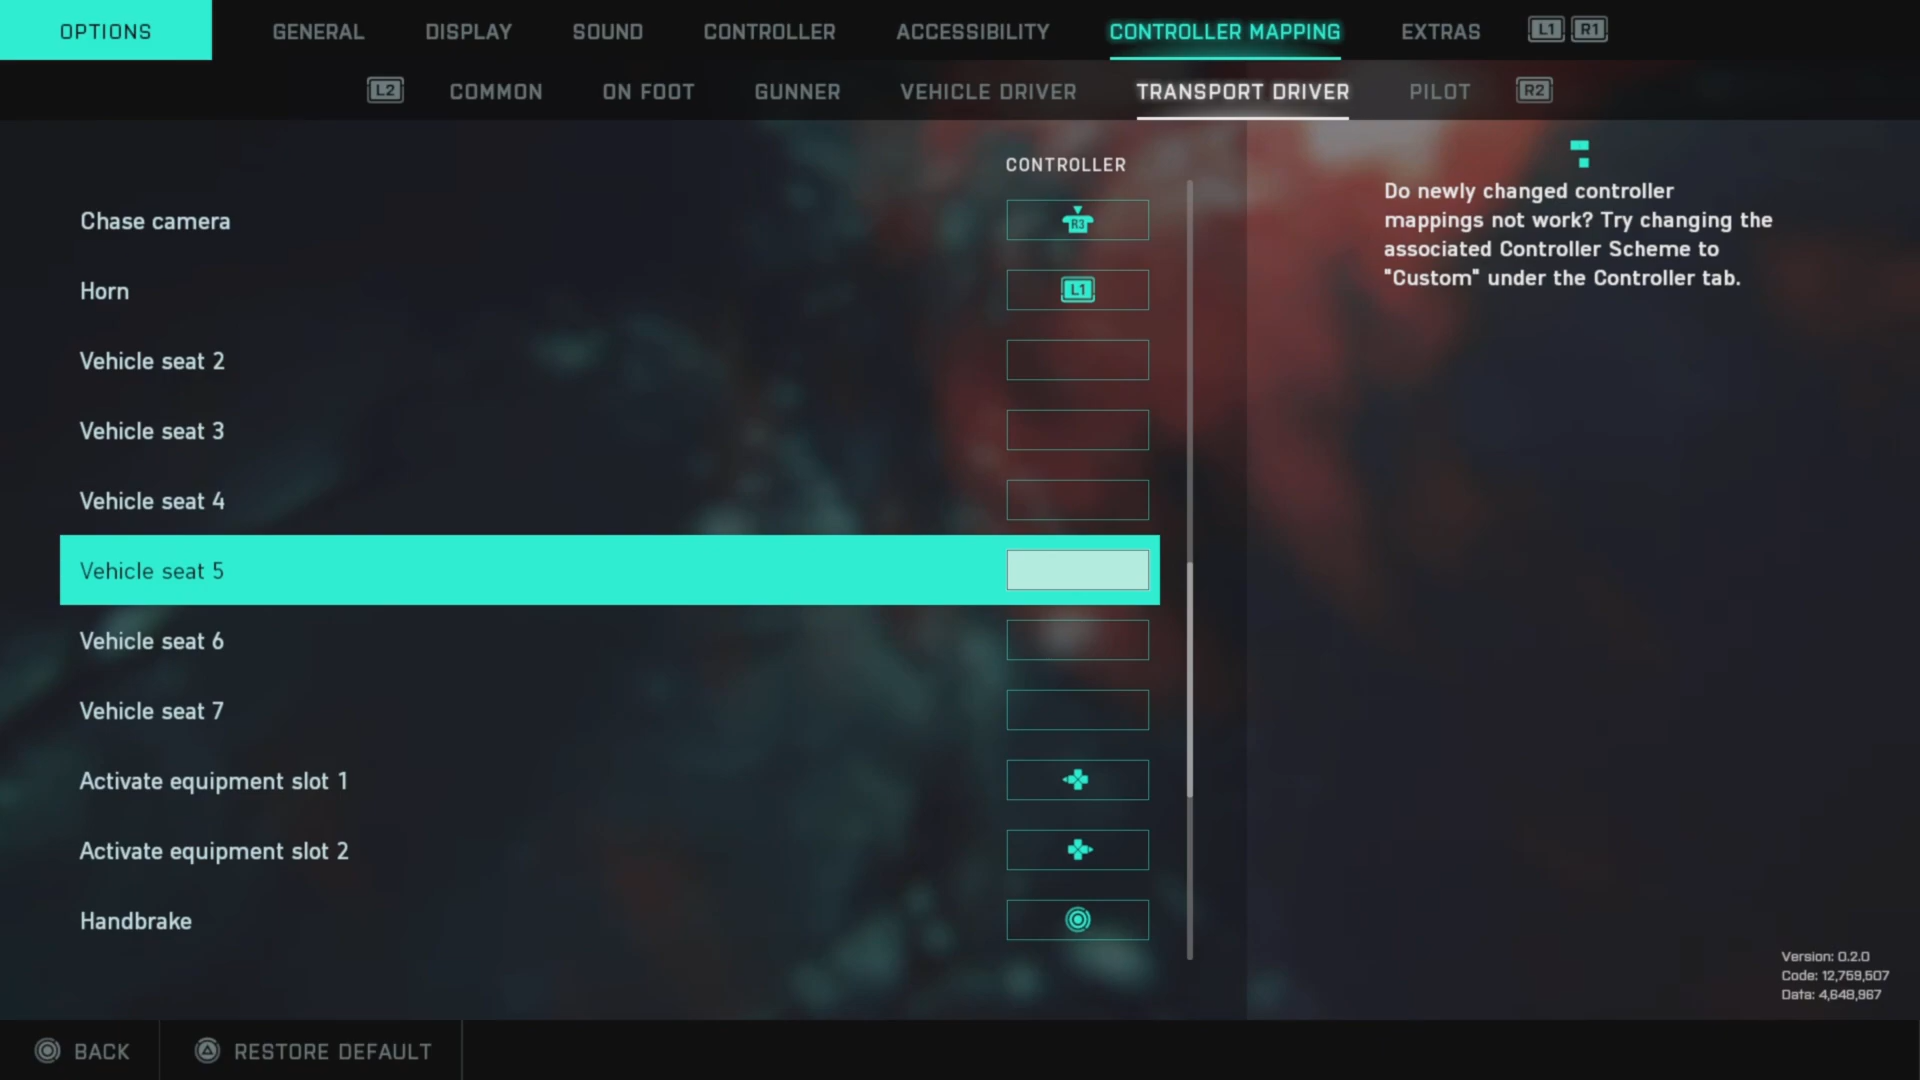 OPTIONS GENERAL DISPLAY SOUND CONTROLLER ACCESSIBILITY CONTROLLER MAPPING EXTRAS L1 R1
L2 COMMON ON FOOT GUNNER VEHICLE DRIVER TRANSPORT DRIVER PILOT R2
CONTROLLER
Chase camera R3
Horn L1
Vehicle seat 2
Vehicle seat 3
Vehicle seat 4
Vehicle seat 5
Vehicle seat 6
Vehicle seat 7
Activate equipment slot 1
Activate equipment slot 2
Handbrake
Do newly changed controller
mappings not work? Try changing the
associated Controller Scheme to
"Custom" under the Controller tab.
Version: 0.2.0
Code: 12,759,507
Data: 4,648,967
BACK RESTORE DEFAULT